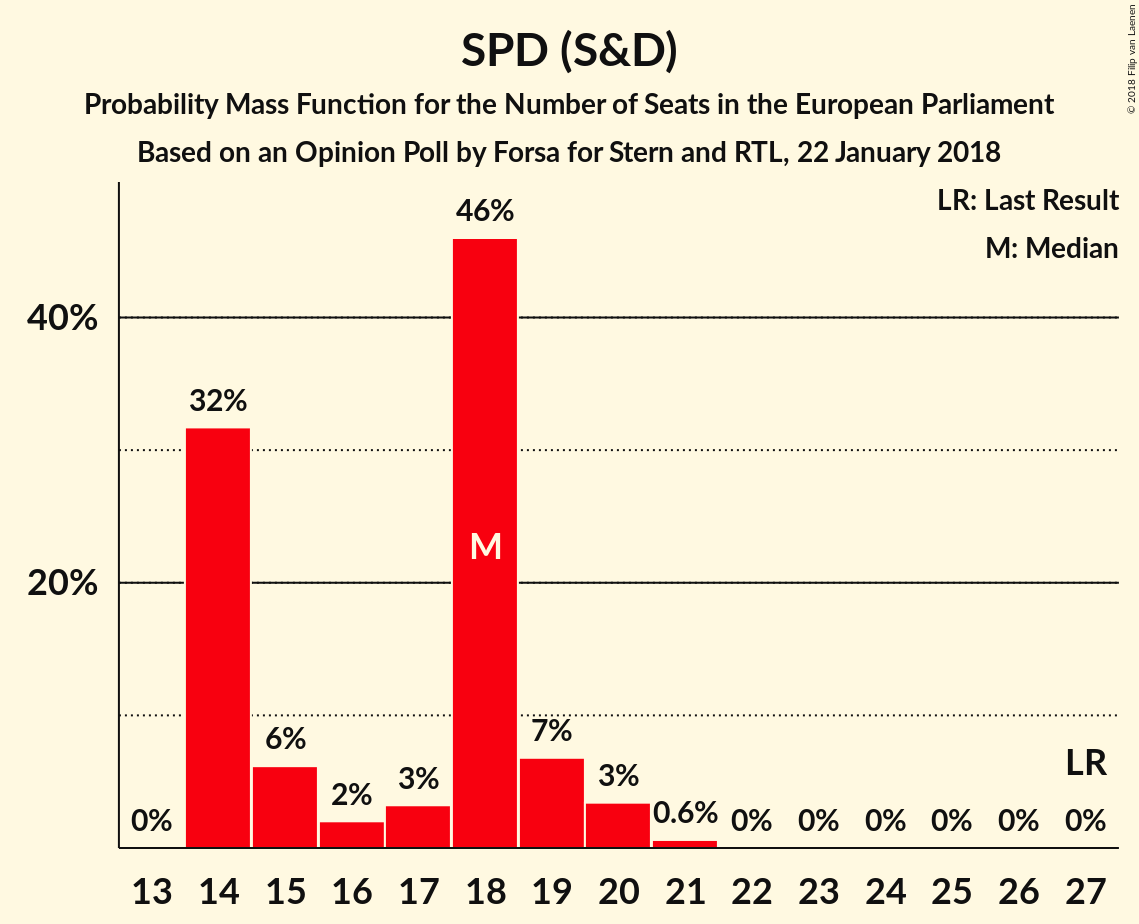 SPD (S&D)
Probability Mass Function for the Number of Seats in the European Parliament
Based on an Opinion Poll by Forsa for Stern and RTL, 22 January 2018
© 2018 Filip van Laenen
LR: Last Result
M: Median
46%
40%
32%
M
20%
6%
2%
3%
7%
3%
0.6%
LR
0%
0%
0%
0%
0%
0%
0%
13 14 15 16 17 18 19 20 21 22 23 24 25 26 27